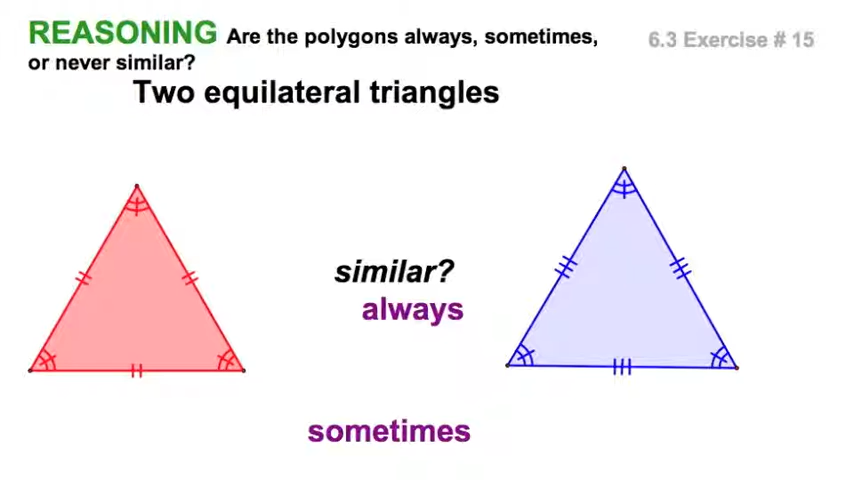 REASONING Are the polygons always, sometimes,
6.3 Exercise # 15
or never similar?
Two equilateral triangles
similar?
always
sometimes